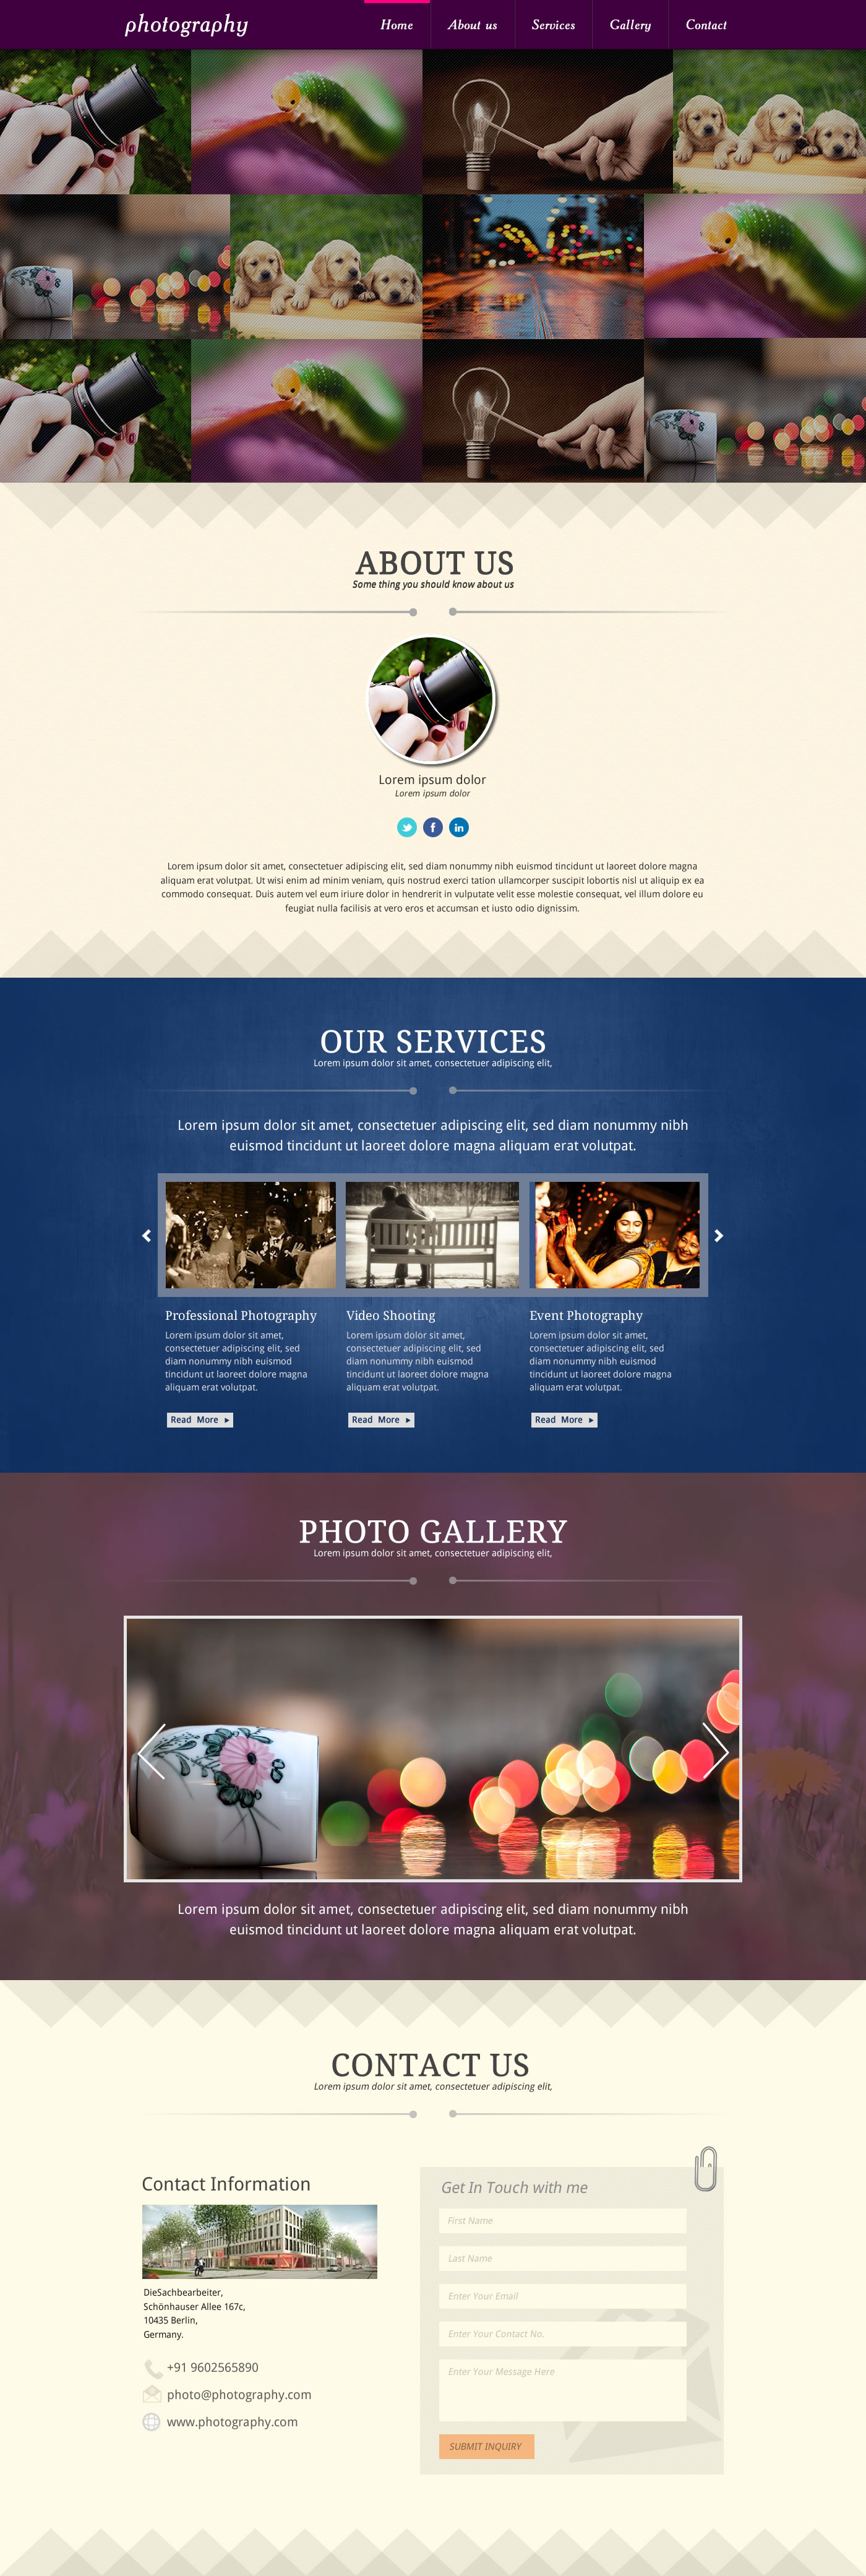 photography
Home About us Services Gallery Contact
ABOUT US
Some thing you should know about us
Lorem ipsum dolor
Lorem ipsum dolor
f in
Lorem ipsum dolor sit amet, consectetuer adipiscing elit, sed diam nonummy nibh euismod tincidunt ut laoreet dolore magna
aliquam erat volutpat. Ut wisi enim ad minim veniam, quis nostrud exerci tation ullamcorper suscipit lobortis nisl ut aliquip ex ea
commodo consequat. Duis autem vel eum iriure dolor in hendrerit in vulputate velit esse molestie consequat, vel illum dolore eu
feugiat nulla facilisis at vero eros et accumsan et iusto odio dignissim.
OUR SERVICES
Lorem ipsum dolor sit amet, consectetuer adipiscing elit,
Lorem ipsum dolor sit amet, consectetuer adipiscing elit, sed diam nonummy nibh
euismod tincidunt ut laoreet dolore magna aliquam erat volutpat.
Professional Photography
Lorem ipsum dolor sit amet,
consectetuer adipiscing elit, sed
diam nonummy nibh euismod
tincidunt ut laoreet dolore magna
aliquam erat volutpat.
Read More
Video Shooting
Lorem ipsum dolor sit amet,
consectetuer adipiscing elit, sed
diam nonummy nibh euismod
tincidunt ut laoreet dolore magna
aliquam erat volutpat.
Read More
Event Photography
Lorem ipsum dolor sit amet,
consectetuer adipiscing elit, sed
diam nonummy nibh euismod
tincidunt ut laoreet dolore magna
aliquam erat volutpat.
Read More
PHOTO GALLERY
Lorem ipsum dolor sit amet, consectetuer adipiscing elit,
Lorem ipsum dolor sit amet, consectetuer adipiscing elit, sed diam nonummy nibh
euismod tincidunt ut laoreet dolore magna aliquam erat volutpat.
CONTACT US
Lorem ipsum dolor sit amet, consectetuer adipiscing elit,
Contact Information
DieSachbearbeiter,
Schönhauser Allee 167c,
10435 Berlin,
Germany.
+91 9602565890
photo@photography.com
www.photography.com
Get In Touch with me
First Name
Last Name
Enter Your Email
Enter Your Contact No.
Enter Your Message Here
SUBMIT INQUIRY